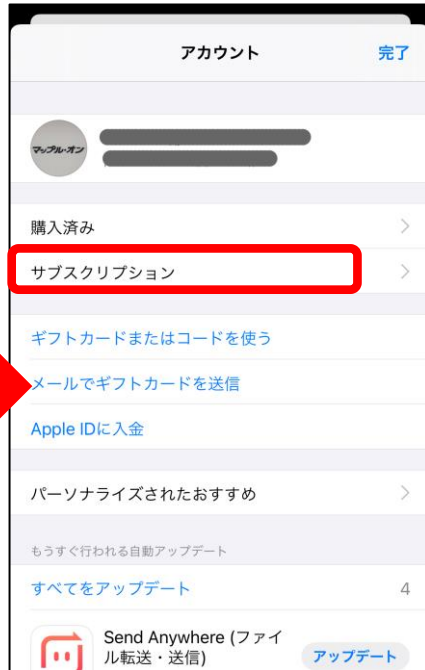 アカウント
完了
マップル・オン
購入済み
サブスクリプション
ギフトカードまたはコードを使う
メールでギフトカードを送信
Apple IDに入金
パーソナライズされたおすすめ
もうすぐ行われる自動アップデート
すべてをアップデート
4
Send Anywhere (ファイ
ル転送・送信)
アップデート